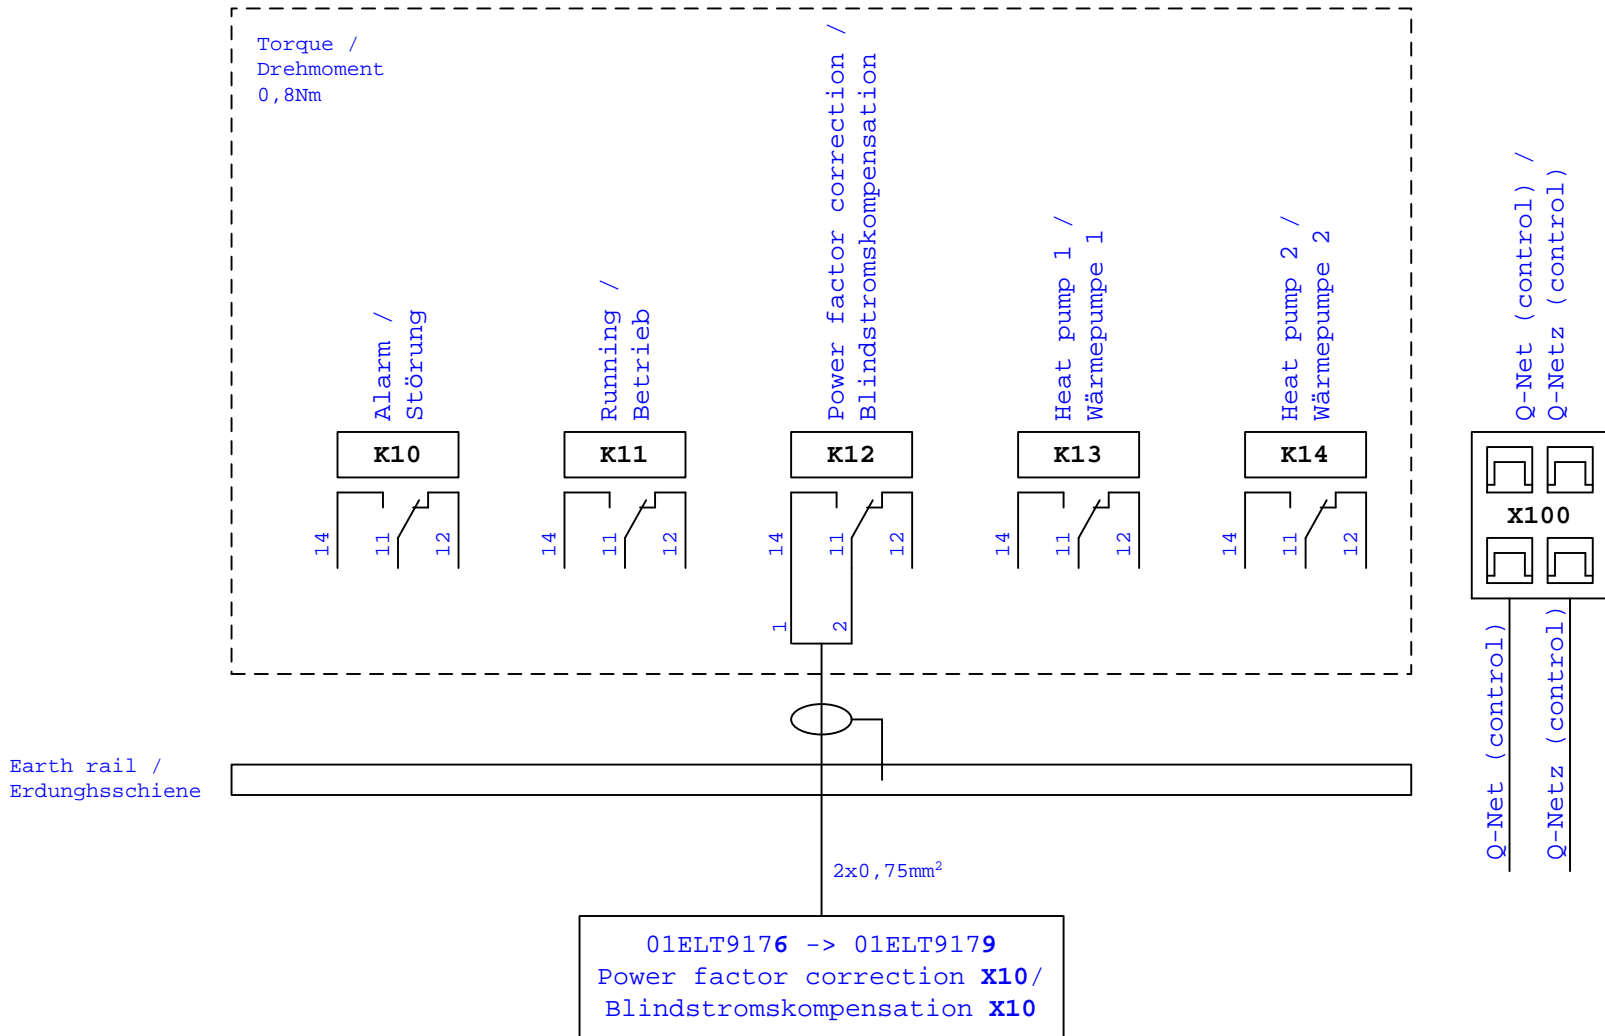 Torque /
Drehmoment
0,8Nm
Alarm /
Störung
Running /
Betrieb
Power factor correction /
Blindstromskompensation
Heat pump 1 /
Wärmepumpe 1
Heat pump 2 /
Wärmepumpe 2
Q-Net (control) /
Q-Netz (control)
K10
K11
K12
K13
K14
X100
14 11 12
14 11 12
14 11 12
14 11 12
14 11 12
1 2
Q-Net (control)
Q-Netz (control)
Earth rail /
Erdunghsschiene
2x0,75mm²
01ELT9176 -> 01ELT9179
Power factor correction X10/
Blindstromskompensation X10